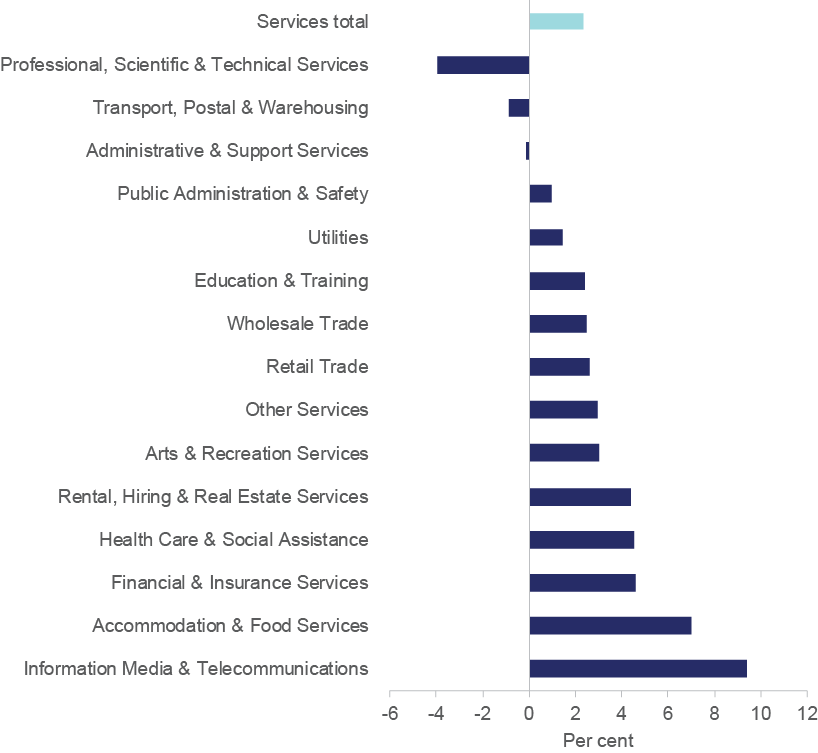 Services total
Professional, Scientific & Technical Services
Transport, Postal & Warehousing
Administrative & Support Services
Public Administration & Safety
Utilities
Education & Training
Wholesale Trade
Retail Trade
Other Services
Arts & Recreation Services
Rental, Hiring & Real Estate Services
Health Care & Social Assistance
Financial & Insurance Services
Accommodation & Food Services
Information Media & Telecommunications
-6 -4 -2 0 2 4 6 8 10 12
Per cent